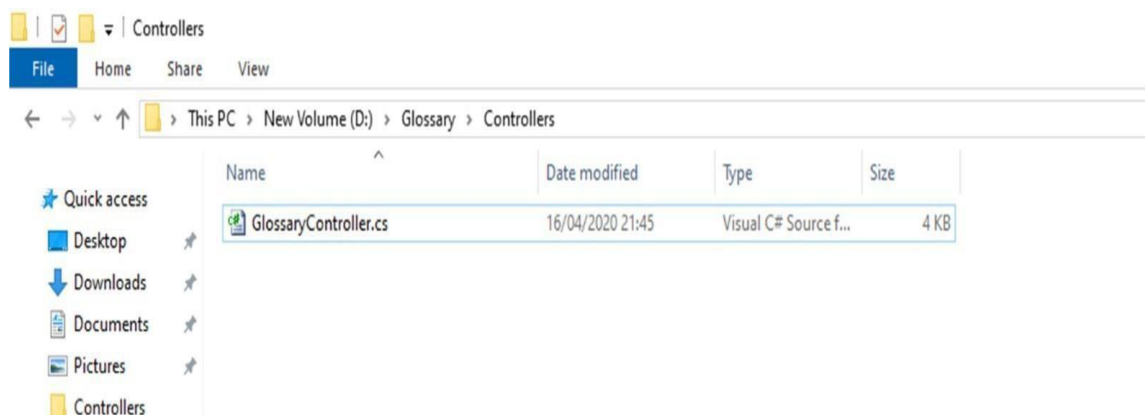 Controllers
File Home Share View
This PC > New Volume (D:) > Glossary > Controllers
Name Date modified Type Size
Quick access
GlossaryController.cs 16/04/2020 21:45 Visual C# Source f... 4 KB
Desktop
Downloads
Documents
Pictures
Controllers